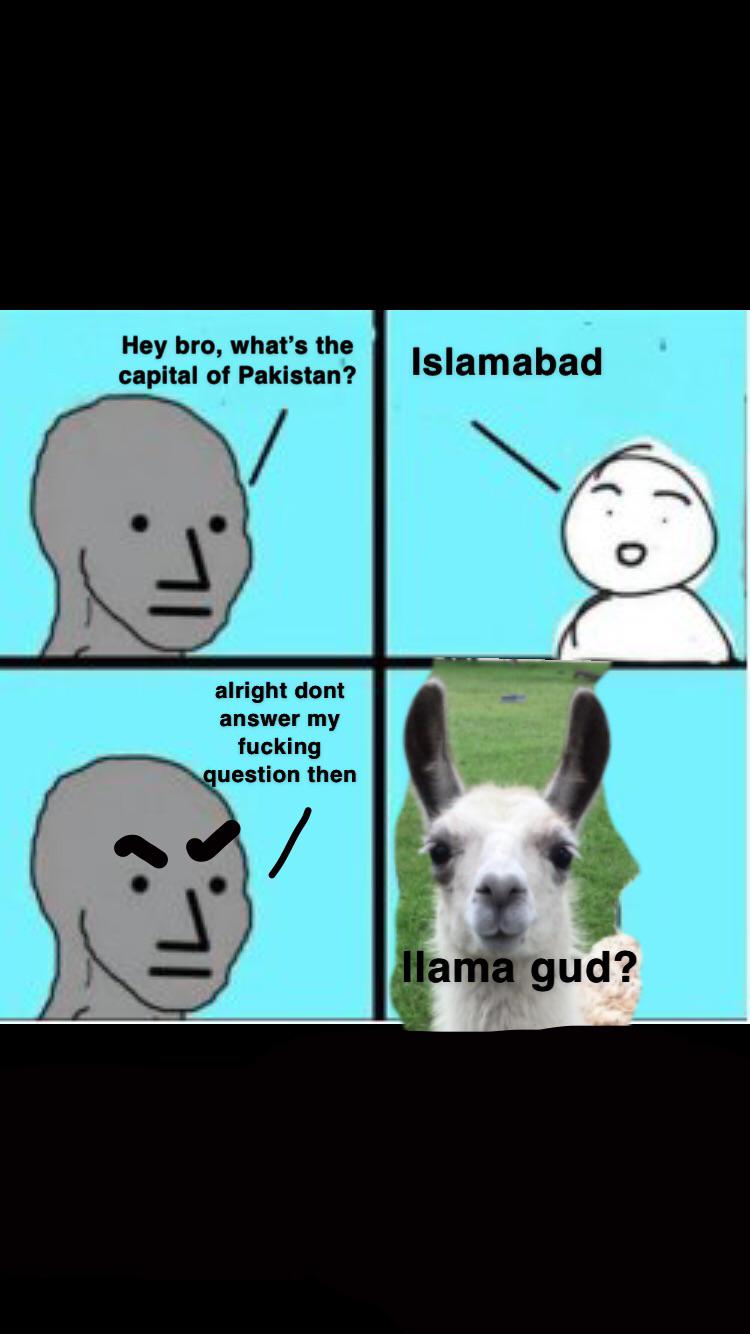 Hey bro, what's the
capital of Pakistan?
Islamabad
alright dont
answer my
fucking
question then
llama gud?